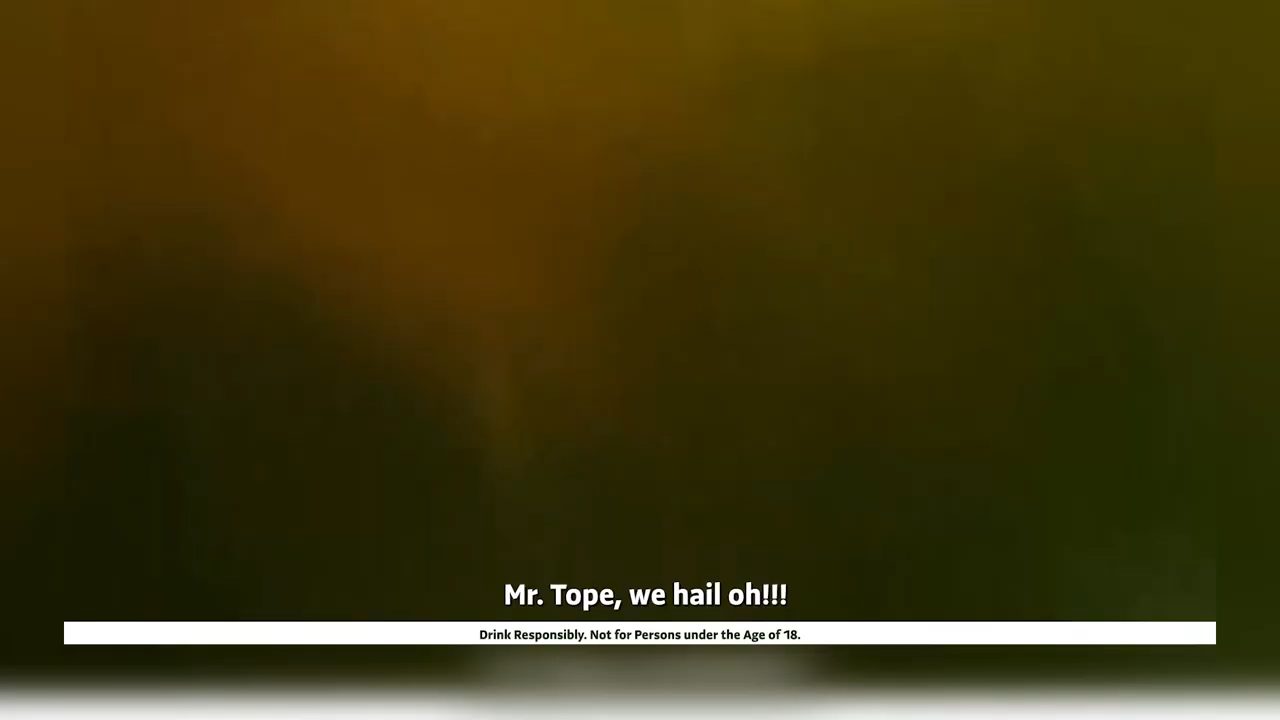 Mr. Tope, we hail oh!!!
Drink Responsibly. Not for Persons under the Age of 18.